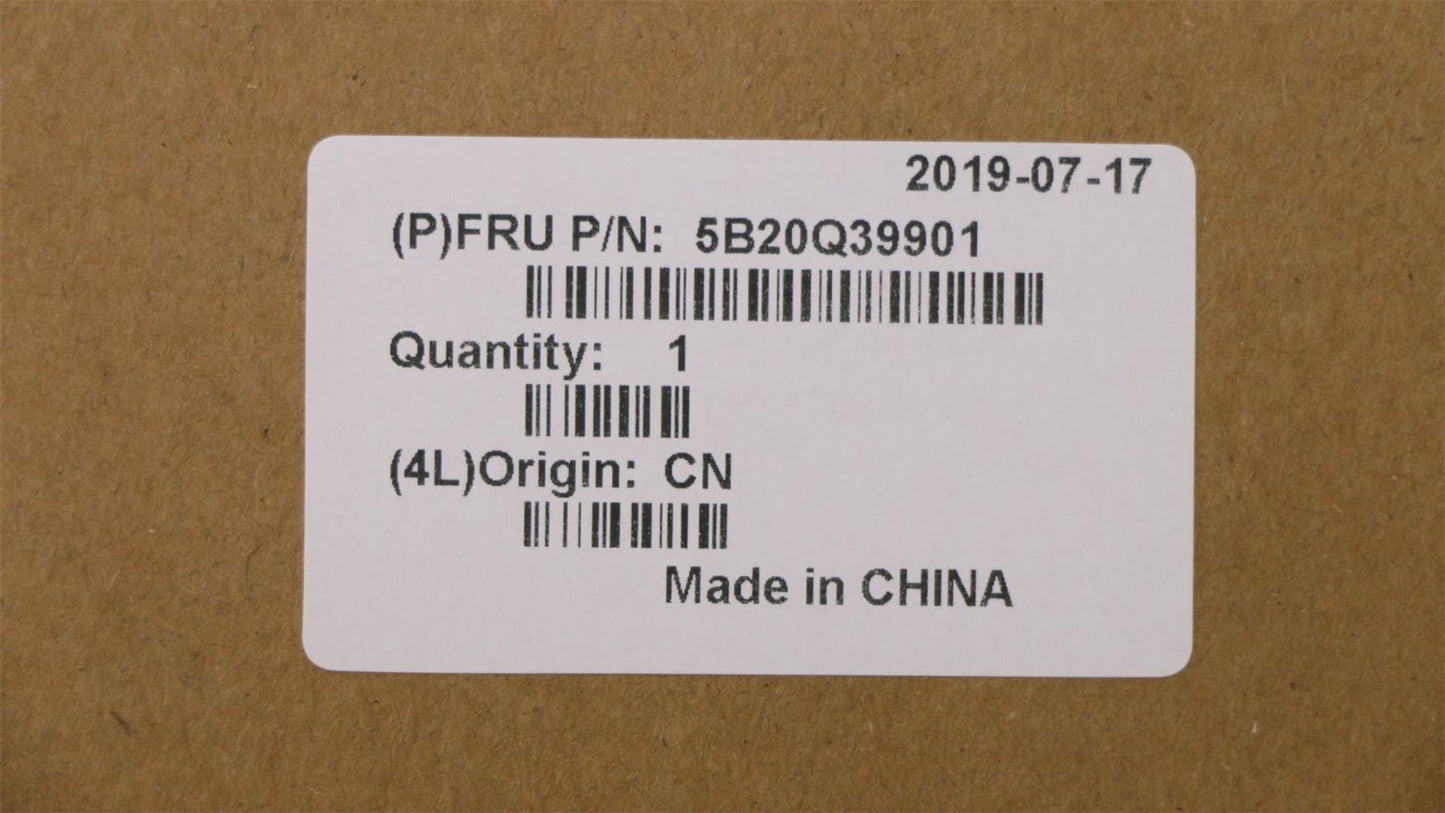 2019-07-17
(P)FRU P/N: 5B20Q39901
Quantity: 1
(4L)Origin: CN
Made in CHINA